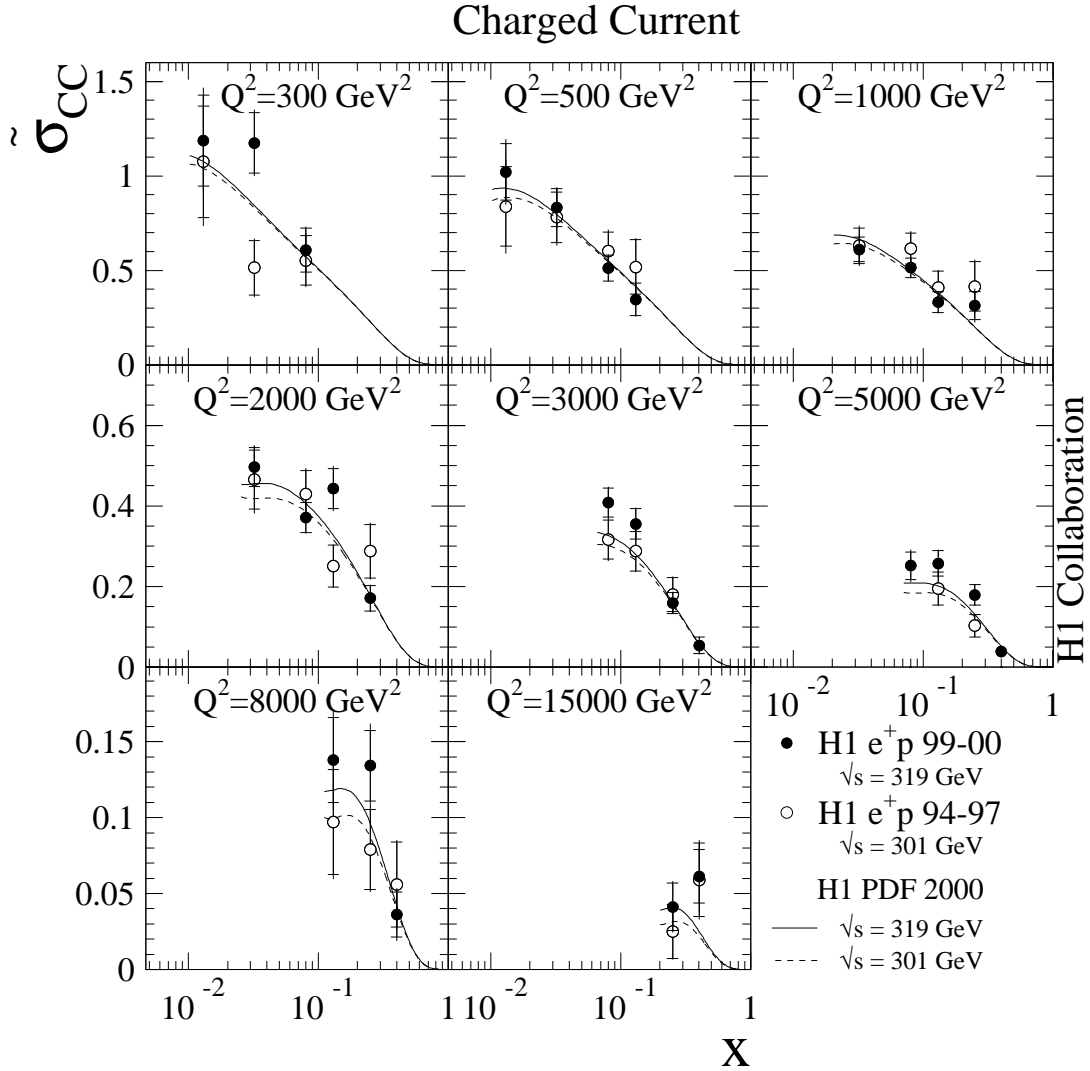 Charged Current
σ̃CC
Q²=300 GeV²
Q²=500 GeV²
Q²=1000 GeV²
1.5
1
0.5
0
Q²=2000 GeV²
Q²=3000 GeV²
Q²=5000 GeV²
0.6
0.4
0.2
0
10⁻² 10⁻¹ 1
Q²=8000 GeV²
Q²=15000 GeV²
0.15
0.1
0.05
0
10⁻² 10⁻¹ 1
10⁻² 10⁻¹ 1
x
H1 e⁺p 99-00
√s = 319 GeV
H1 e⁺p 94-97
√s = 301 GeV
H1 PDF 2000
√s = 319 GeV
√s = 301 GeV
H1 Collaboration